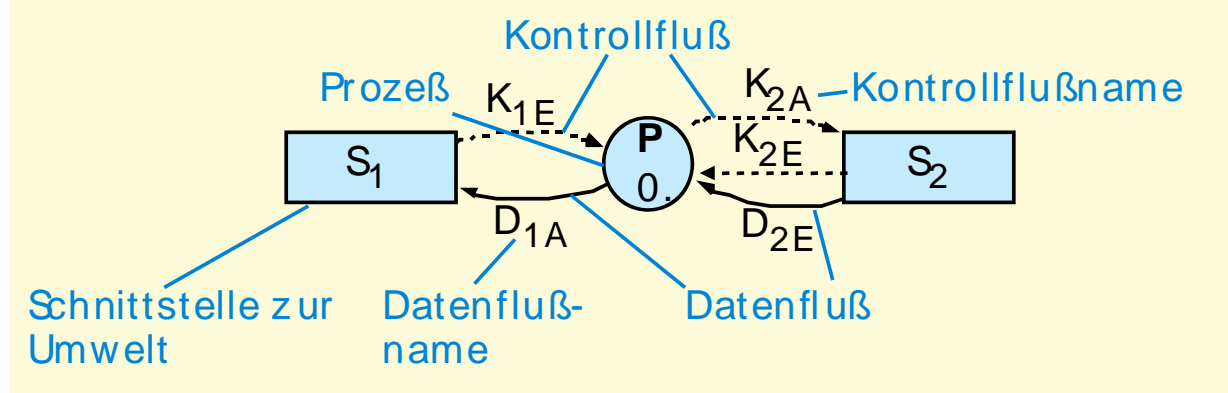 Kontrollfluß
Prozeß
K1E
K2A
Kontrollflußname
P
0.
K2E
S1
S2
D1A
D2E
Schnittstelle zur
Umwelt
Datenfluß-
name
Datenfluß